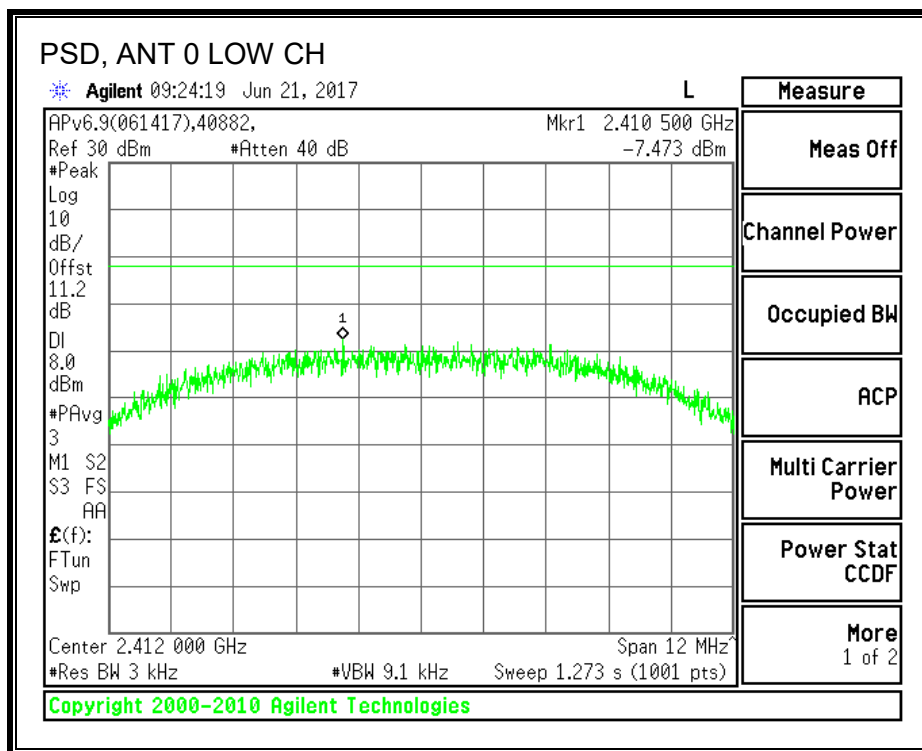 PSD, ANT 0 LOW CH
Agilent 09:24:19 Jun 21, 2017 L
APv6.9(061417),40882, Mkr1 2.410 500 GHz
Ref 30 dBm #Atten 40 dB -7.473 dBm
#Peak
Log
10
dB/
Offst
11.2
dB
DI
8.0
dBm
#PAvg
3
M1 S2
S3 FS
AA
£(f):
FTun
Swp
1
Center 2.412 000 GHz Span 12 MHz^
#Res BW 3 kHz #VBW 9.1 kHz Sweep 1.273 s (1001 pts)
Measure
Meas Off
Channel Power
Occupied BW
ACP
Multi Carrier
Power
Power Stat
CCDF
More
1 of 2
Copyright 2000-2010 Agilent Technologies